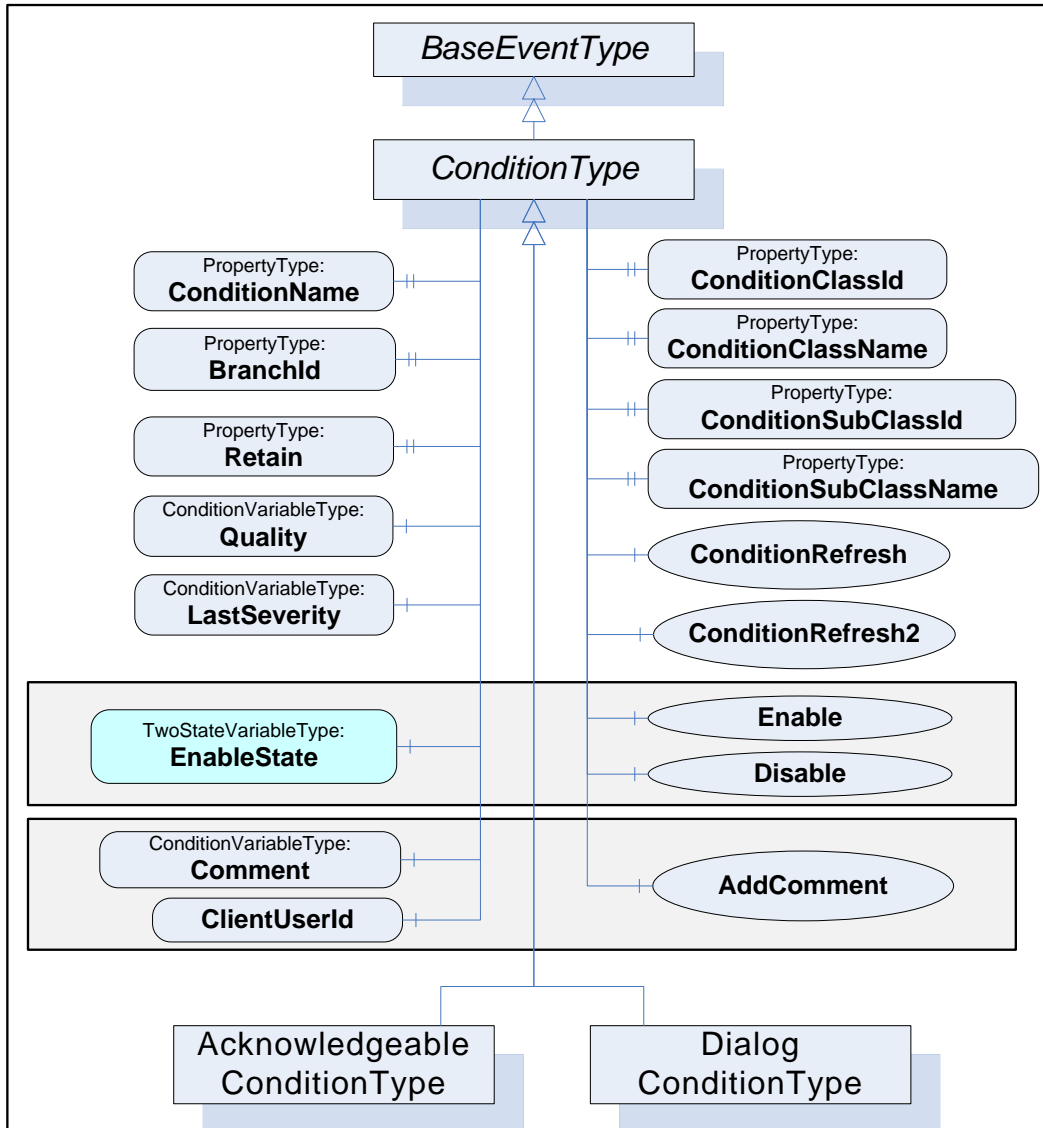 BaseEventType
ConditionType
PropertyType:
ConditionName
PropertyType:
BranchId
PropertyType:
Retain
ConditionVariableType:
Quality
ConditionVariableType:
LastSeverity
PropertyType:
ConditionClassId
PropertyType:
ConditionClassName
PropertyType:
ConditionSubClassId
PropertyType:
ConditionSubClassName
ConditionRefresh
ConditionRefresh2
TwoStateVariableType:
EnableState
Enable
Disable
ConditionVariableType:
Comment
ClientUserId
AddComment
Acknowledgeable
ConditionType
Dialog
ConditionType